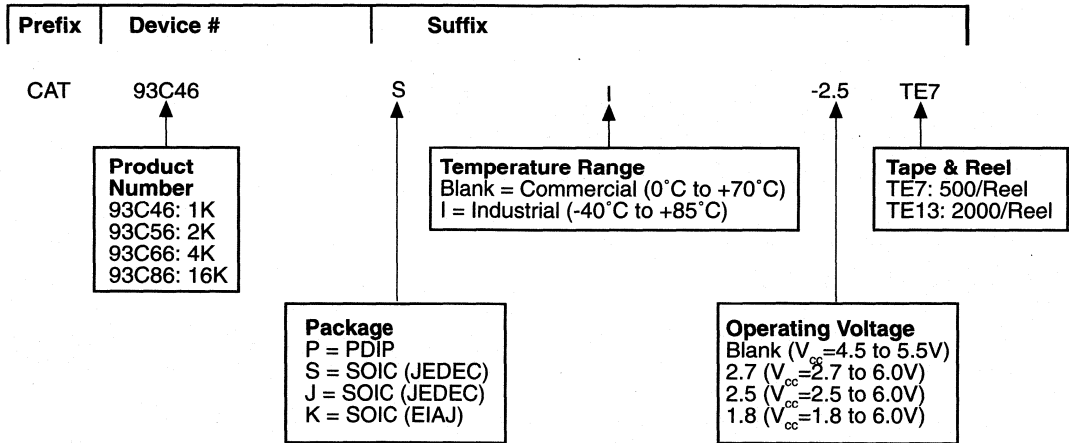 Prefix Device # Suffix
CAT 93C46 S I -2.5 TE7
Product
Number
93C46: 1K
93C56: 2K
93C66: 4K
93C86: 16K
Temperature Range
Blank = Commercial (0˚C to +70˚C)
I = Industrial (-40˚C to +85˚C)
Tape & Reel
TE7: 500/Reel
TE13: 2000/Reel
Package
P = PDIP
S = SOIC (JEDEC)
J = SOIC (JEDEC)
K = SOIC (EIAJ)
Operating Voltage
Blank (Vcc=4.5 to 5.5V)
2.7 (Vcc=2.7 to 6.0V)
2.5 (Vcc=2.5 to 6.0V)
1.8 (Vcc=1.8 to 6.0V)